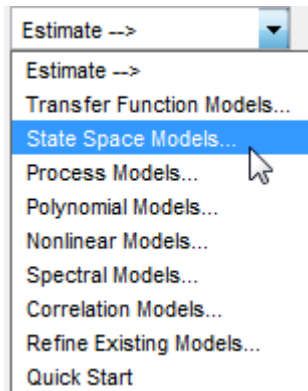 Estimate -->
Estimate -->
Transfer Function Models...
State Space Models...
Process Models...
Polynomial Models...
Nonlinear Models...
Spectral Models...
Correlation Models...
Refine Existing Models...
Quick Start